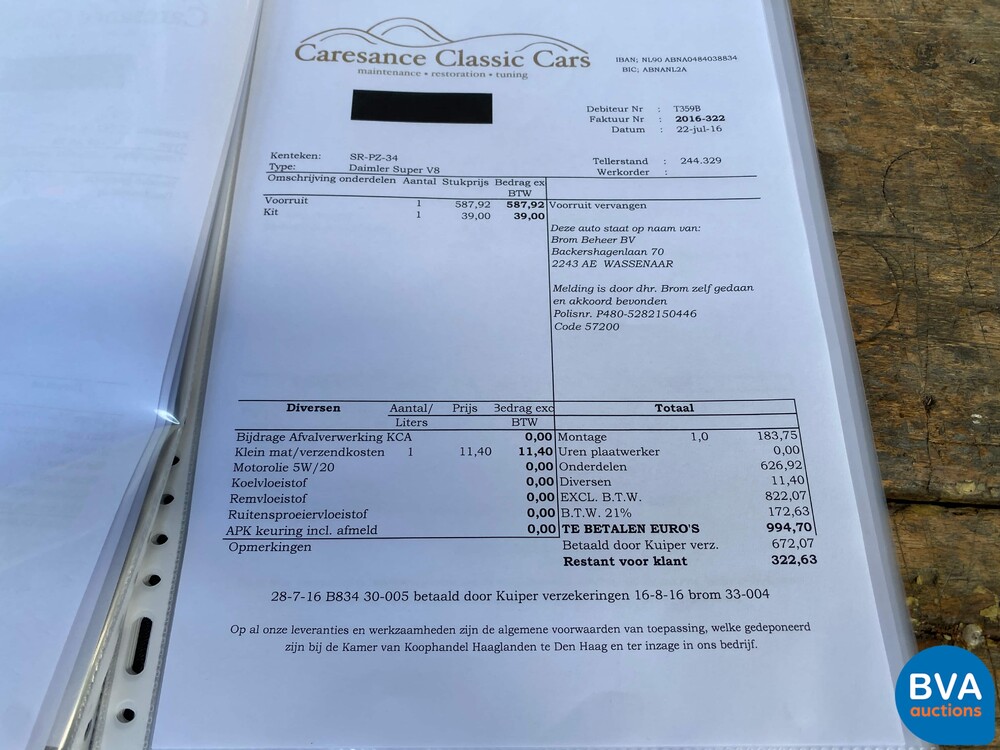 Caresance Classic Cars
maintenance • restoration • tuning
IBAN; NL90 ABNA0484038834
BIC; ABNANL2A
Debiteur Nr : T359B
Faktuur Nr : 2016-322
Datum : 22-jul-16
Kenteken: SR-PZ-34
Type: Daimler Super V8
Tellerstand : 244.329
Werkorder :
Omschrijving onderdelen Aantal Stukprijs Bedrag ex
BTW
Voorruit 1 587,92 587,92 Voorruit vervangen
Kit 1 39,00 39,00
Deze auto staat op naam van:
Brom Beheer BV
Backershagenlaan 70
2243 AE WASSENAAR
Melding is door dhr. Brom zelf gedaan
en akkoord bevonden
Polisnr. P480-5282150446
Code 57200
Diversen Aantal/ Prijs Bedrag exc Totaal
Liters BTW
Bijdrage Afvalverwerking KCA 0,00 Montage 1,0 183,75
Klein mat/verzendkosten 1 11,40 11,40 Uren plaatwerker 0,00
Motorolie 5W/20 0,00 Onderdelen 626,92
Koelvloeistof 0,00 Diversen 11,40
Remvloeistof 0,00 EXCL. B.T.W. 822,07
Ruitensproeiervloeistof 0,00 B.T.W. 21% 172,63
APK keuring incl. afmeld 0,00 TE BETALEN EURO'S 994,70
Opmerkingen Betaald door Kuiper verz. 672,07
Restant voor klant 322,63
28-7-16 B834 30-005 betaald door Kuiper verzekeringen 16-8-16 brom 33-004
Op al onze leveranties en werkzaamheden zijn de algemene voorwaarden van toepassing, welke gedeponeerd
zijn bij de Kamer van Koophandel Haaglanden te Den Haag en ter inzage in ons bedrijf.
BVA
auctions